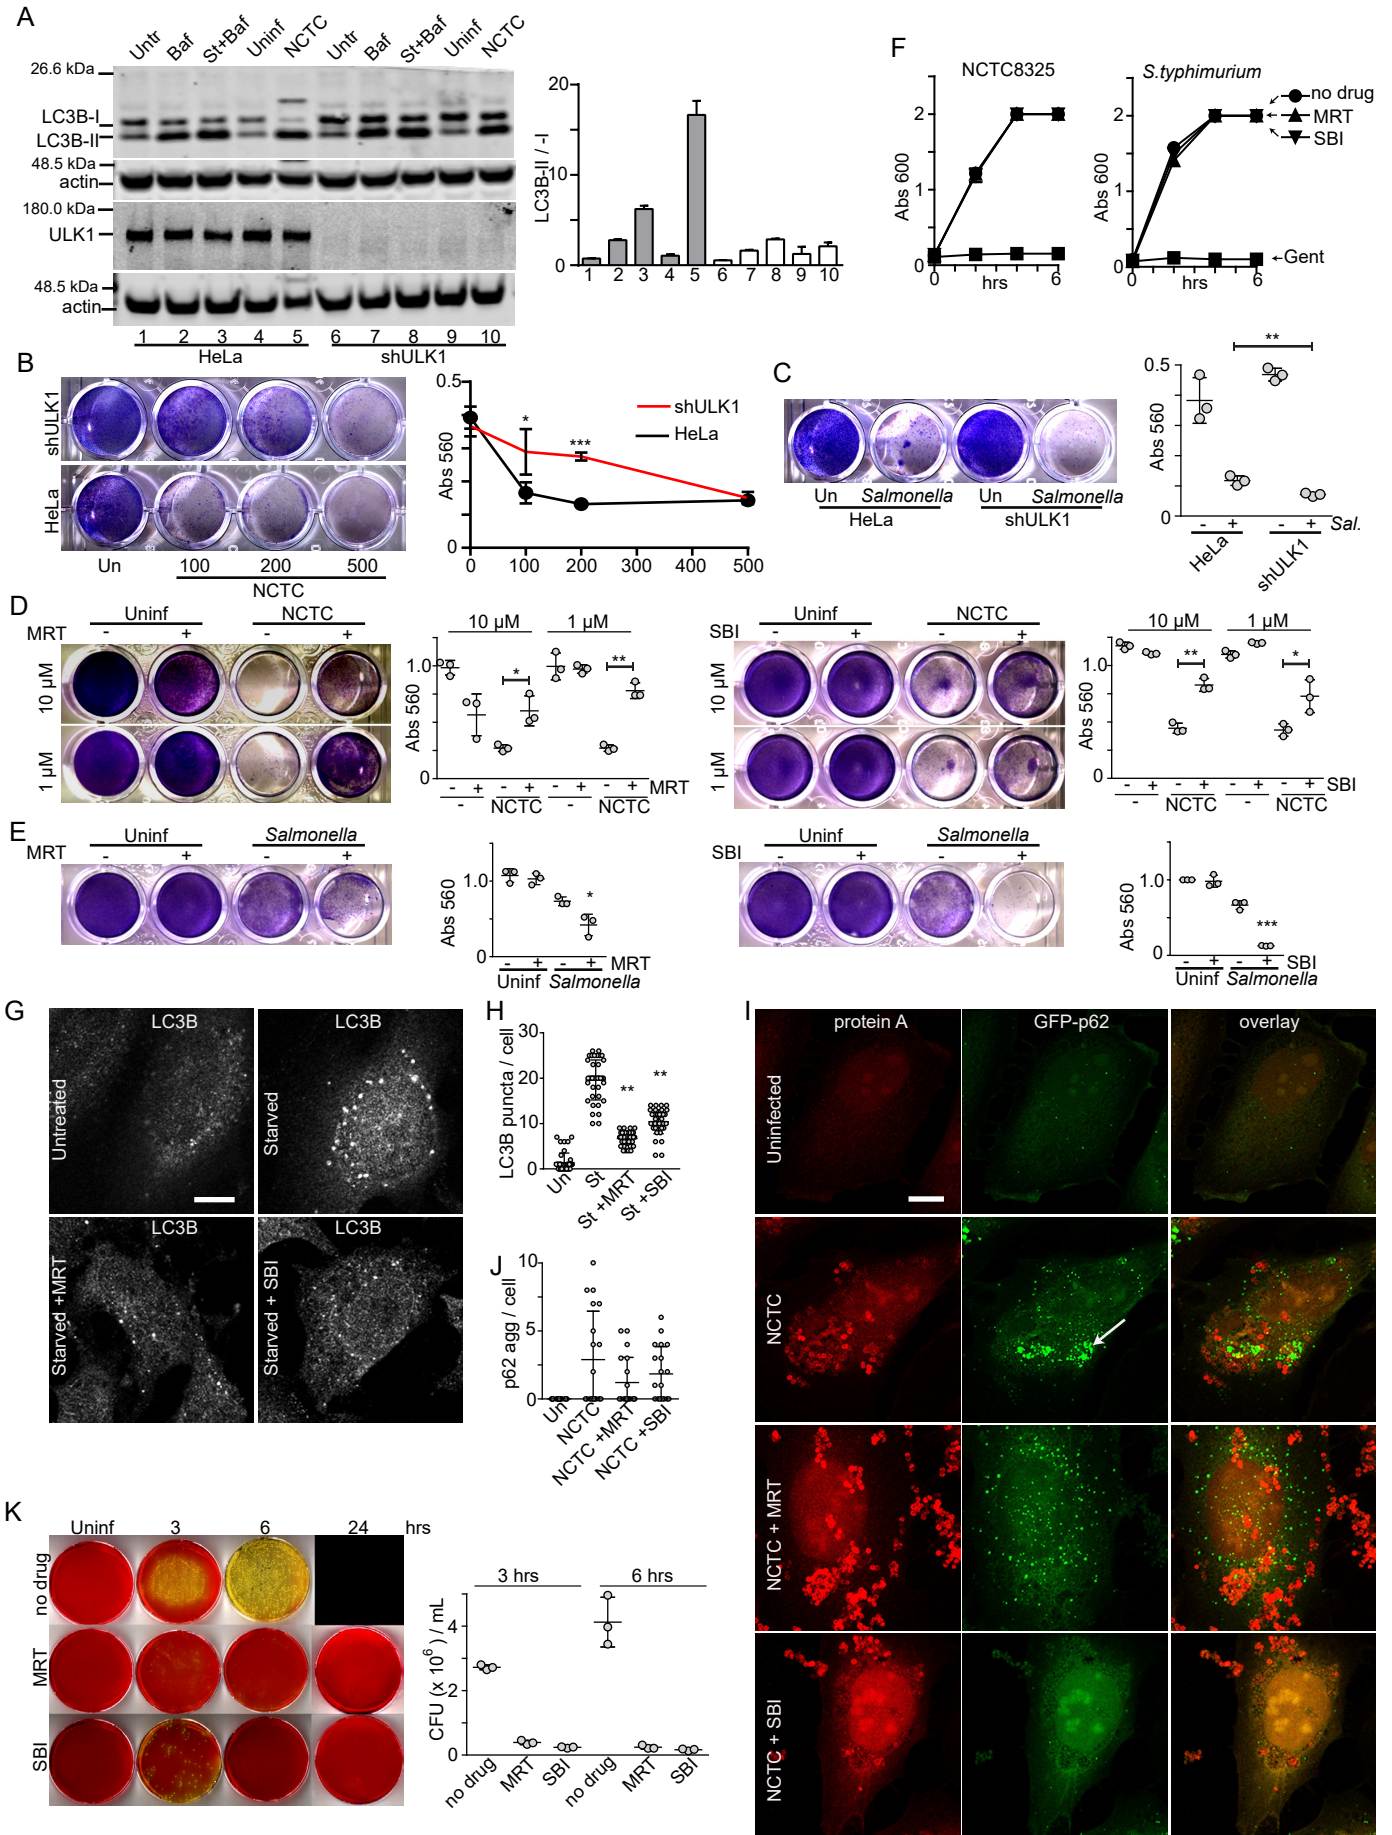 A
Untr Baf St+Baf Uninf NCTC Untr Baf St+Baf Uninf NCTC
26.6 kDa
LC3B-I
LC3B-II
48.5 kDa
actin
180.0 kDa
ULK1
48.5 kDa
actin
1 2 3 4 5 6 7 8 9 10
HeLa shULK1
20
10
0
LC3B-II / -I
1 2 3 4 5 6 7 8 9 10
F
NCTC8325
2
1
0
Abs 600
0 hrs 6
S.typhimurium
2
1
0
Abs 600
0 hrs 6
no drug
MRT
SBI
Gent
B
shULK1
HeLa
Un 100 200 500
NCTC
0.5
0
Abs 560
* ***
shULK1
HeLa
0 100 200 300 400 500
C
Un Salmonella Un Salmonella
HeLa shULK1
**
0.5
0
Abs 560
- + - + Sal.
HeLa shULK1
D
Uninf NCTC
MRT - + - +
10 µM
1 µM
10 µM 1 µM
1.0
0
Abs 560
* **
- + - + - + - + MRT
- NCTC - NCTC
Uninf NCTC
SBI - + - +
10 µM
1 µM
10 µM 1 µM
1.0
0
Abs 560
** *
- + - + - + - + SBI
- NCTC - NCTC
E
Uninf Salmonella
MRT - + - +
1.0
0
Abs 560
*
- + - + MRT
Uninf Salmonella
Uninf Salmonella
SBI - + - +
1.0
0
Abs 560
***
- + - + SBI
Uninf Salmonella
G
LC3B LC3B
Untreated
Starved
LC3B LC3B
Starved +MRT
Starved + SBI
H
30
20
10
0
LC3B puncta / cell
** **
Un St St +MRT St +SBI
J
10
5
0
p62 agg / cell
Un NCTC NCTC +MRT NCTC +SBI
I
protein A GFP-p62 overlay
Uninfected
NCTC
NCTC + MRT
NCTC + SBI
K
Uninf 3 6 24 hrs
no drug
MRT
SBI
3 hrs 6 hrs
4
2
0
CFU (x 10⁶ ) / mL
no drug MRT SBI no drug MRT SBI